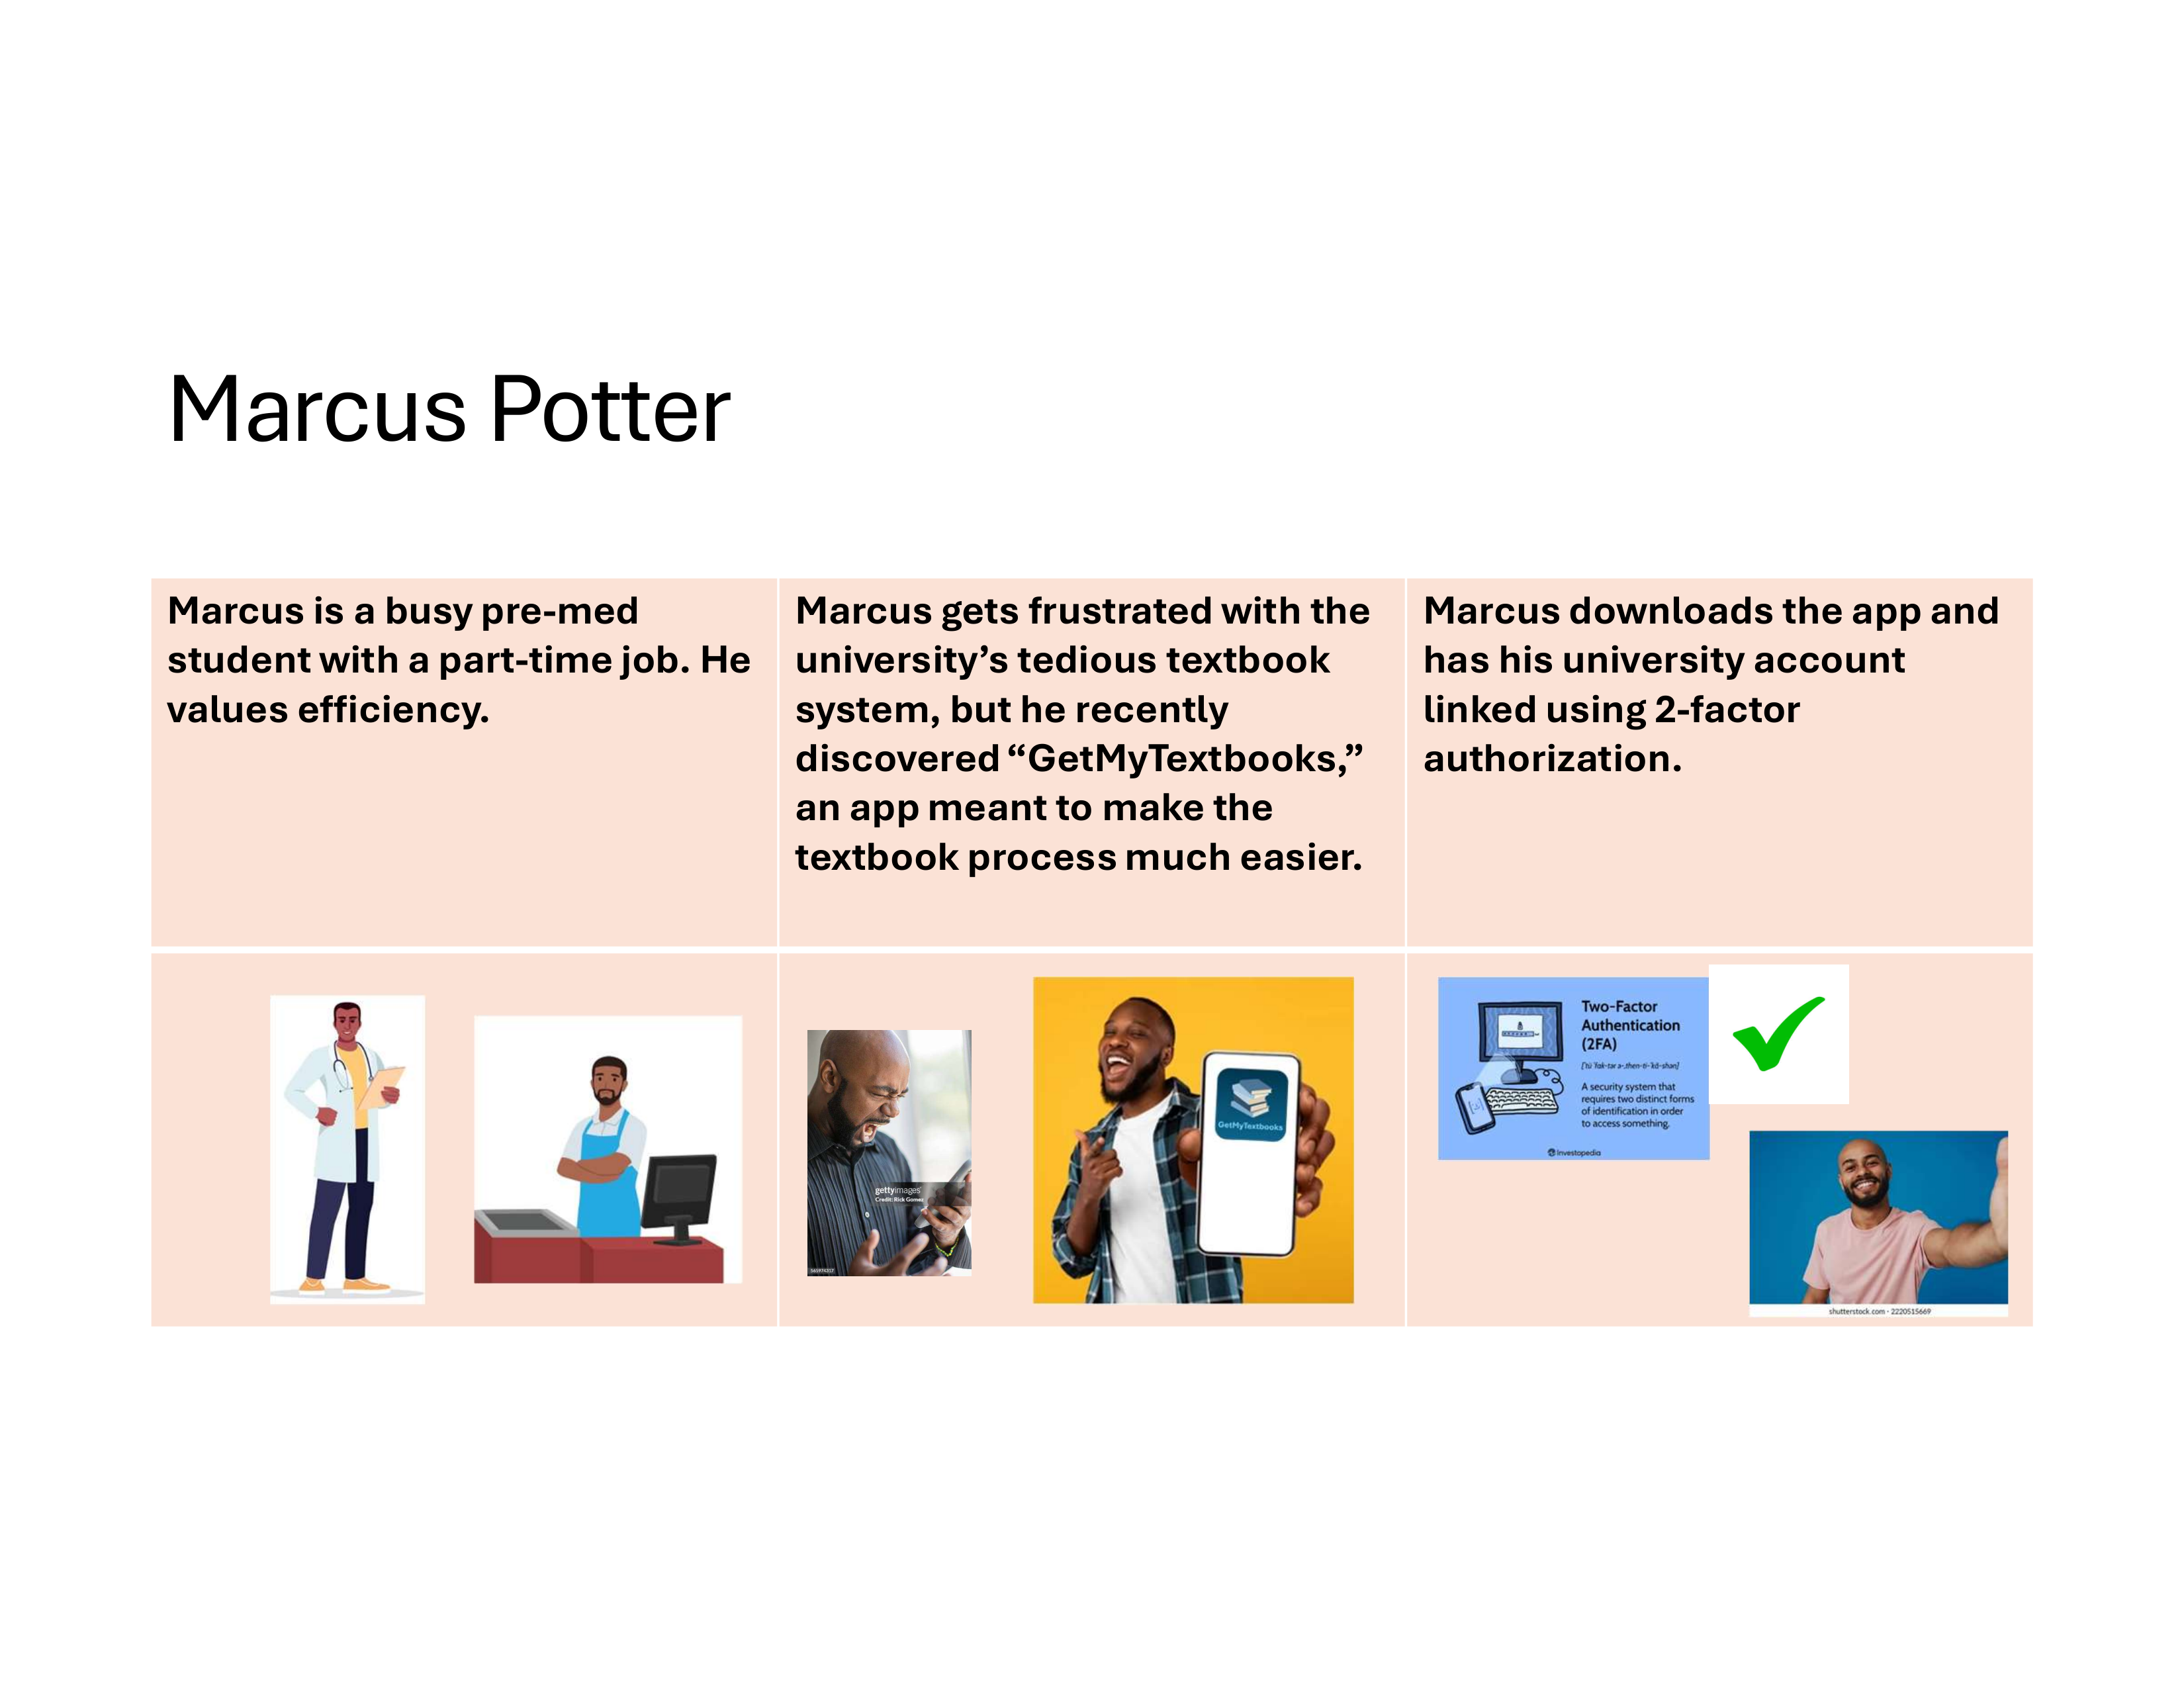 Marcus Potter
Marcus is a busy pre-med
student with a part-time job. He
values efficiency.
Marcus gets frustrated with the
university’s tedious textbook
system, but he recently
discovered “GetMyTextbooks,”
an app meant to make the
textbook process much easier.
Marcus downloads the app and
has his university account
linked using 2-factor
authorization.
gettyimages
Credit: Rick Gomez
GetMyTextbooks
Two-Factor
Authentication
(2FA)
A security system that
requires two distinct forms
of identification in order
to access something.
Investopedia
shutterstock.com · 2220515669